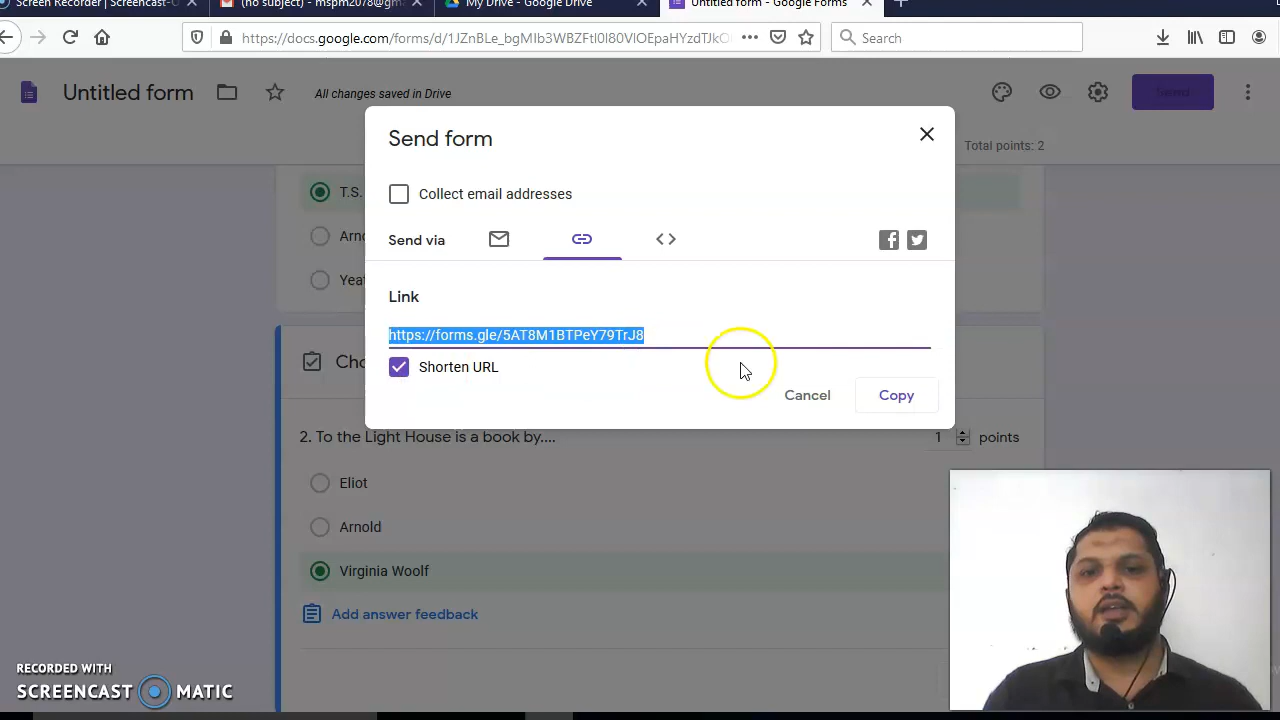 Screen Recorder | Screencast-O
(no subject) - mspm2078@gma
My Drive - Google Drive
Untitled form - Google Forms
https://docs.google.com/forms/d/
Search
Untitled form
All changes saved in Drive
Send
Total points: 2
Send form
Collect email addresses
Send via
Link
https://forms.gle/5AT8M1BTPeY79TrJ8
Shorten URL
Cancel
Copy
T.S.
Arno
Yeat
Cho
2. To the Light House is a book by....
1
points
Eliot
Arnold
Virginia Woolf
Add answer feedback
RECORDED WITH
SCREENCAST MATIC